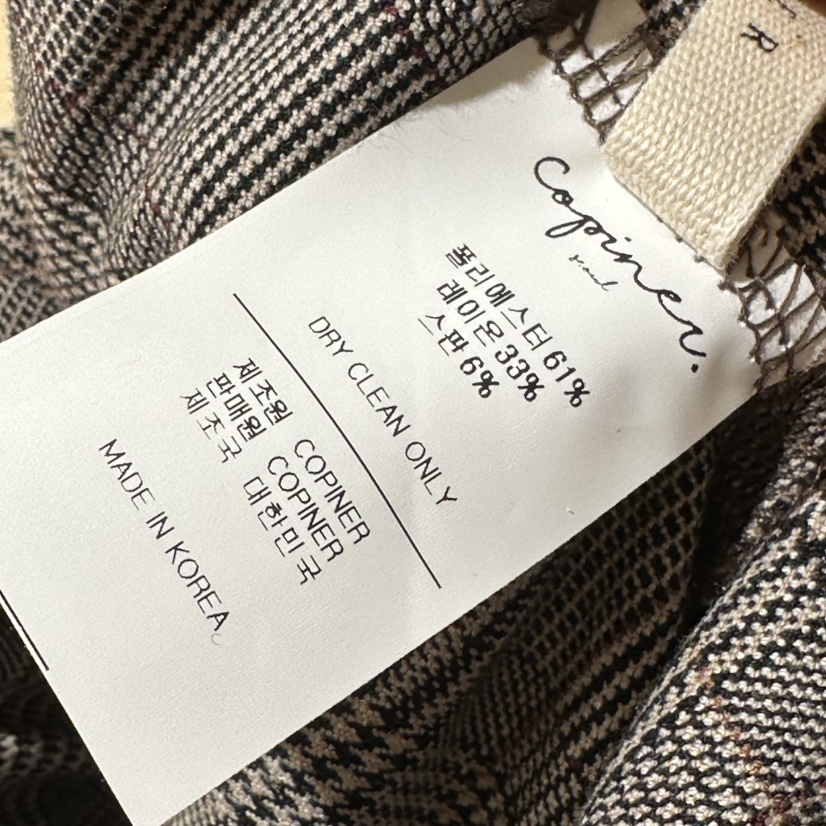 Copiner.
폴리에스터 61%
레이온 33%
스판 6%
DRY CLEAN ONLY
제조원 COPINER
판매원 COPINER
제조국 대한민국
MADE IN KOREA